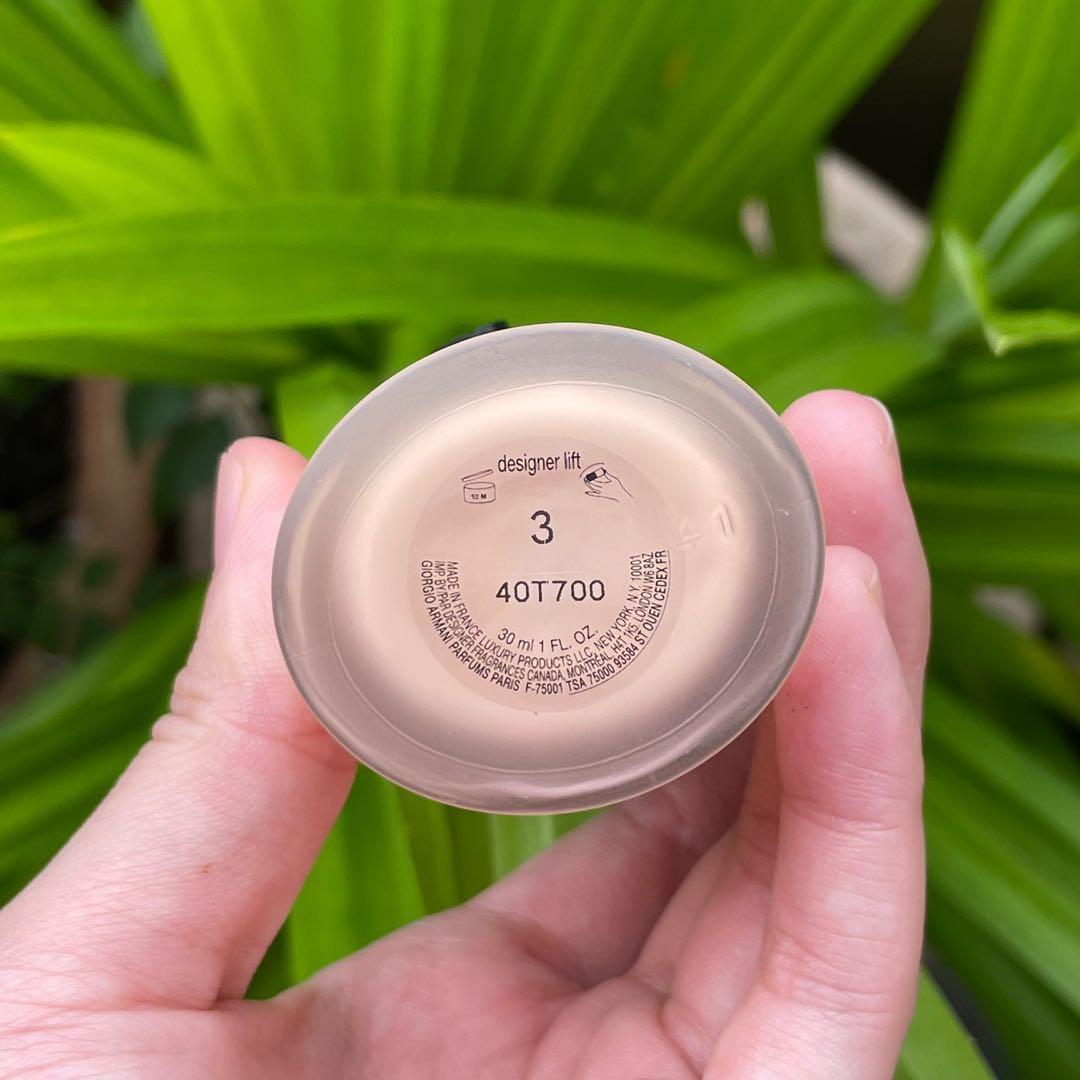 designer lift
12 M
3
40T700
30 ml 1 FL. OZ.
MADE IN FRANCE LUXURY PRODUCTS LLC, NEW YORK, N.Y. 10001
IMP. BY/PAR DESIGNER FRAGRANCES CANADA, MONTREAL, H4T 1K5 LONDON W6 8AZ
GIORGIO ARMANI PARFUMS PARIS F-75001 TSA 75000 93584 ST OUEN CEDEX FR